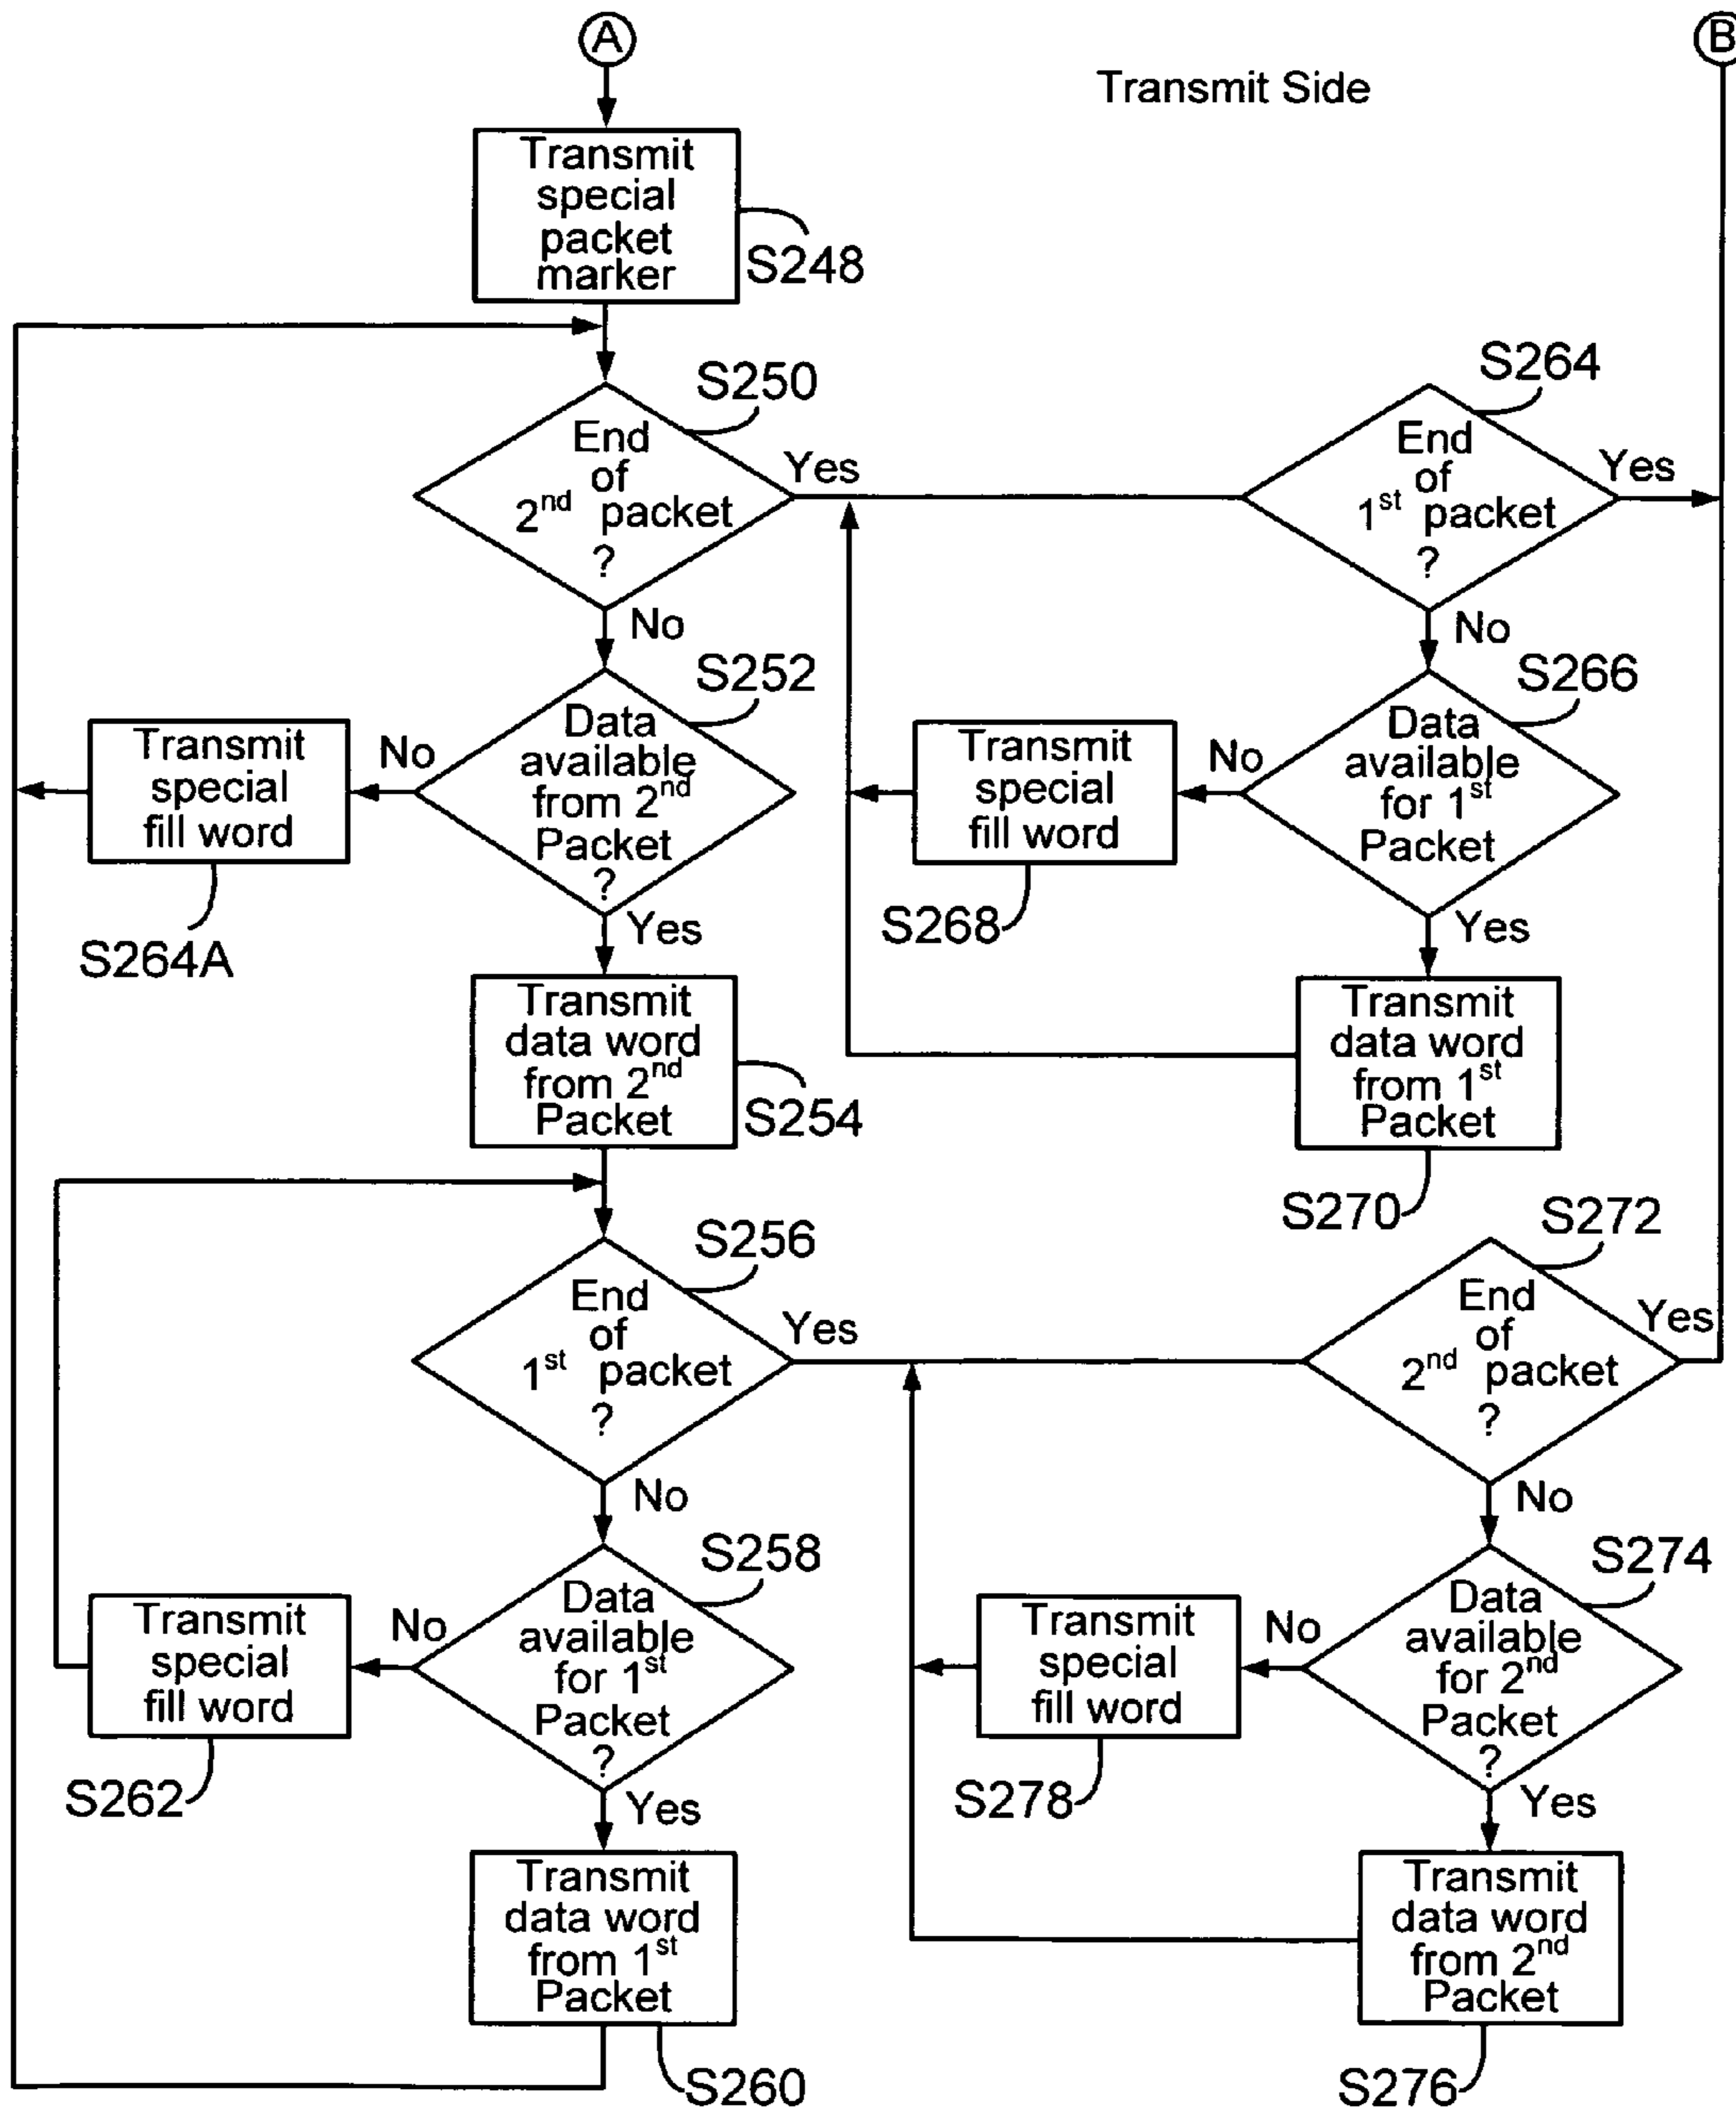 A
B
Transmit Side
Transmit
special
packet
marker
S248
S250
End
of
2nd packet
?
Yes
No
S264
End
of
1st packet
?
Yes
No
S252
Data
available
from 2nd
Packet
?
No
Yes
Transmit
special
fill word
S264A
S266
Data
available
for 1st
Packet
No
Yes
Transmit
special
fill word
S268
Transmit
data word
from 2nd
Packet
S254
Transmit
data word
from 1st
Packet
S270
S256
End
of
1st packet
?
Yes
No
S272
End
of
2nd packet
?
Yes
No
S258
Data
available
for 1st
Packet
?
No
Yes
Transmit
special
fill word
S262
S274
Data
available
for 2nd
Packet
?
No
Yes
Transmit
special
fill word
S278
Transmit
data word
from 1st
Packet
S260
Transmit
data word
from 2nd
Packet
S276